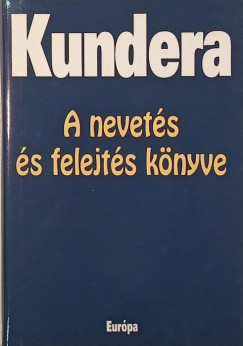 Kundera
A nevetés
és felejtés könyve
Európa